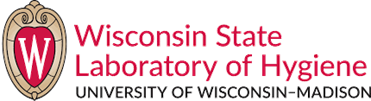 W
Wisconsin State
Laboratory of Hygiene
UNIVERSITY OF WISCONSIN–MADISON